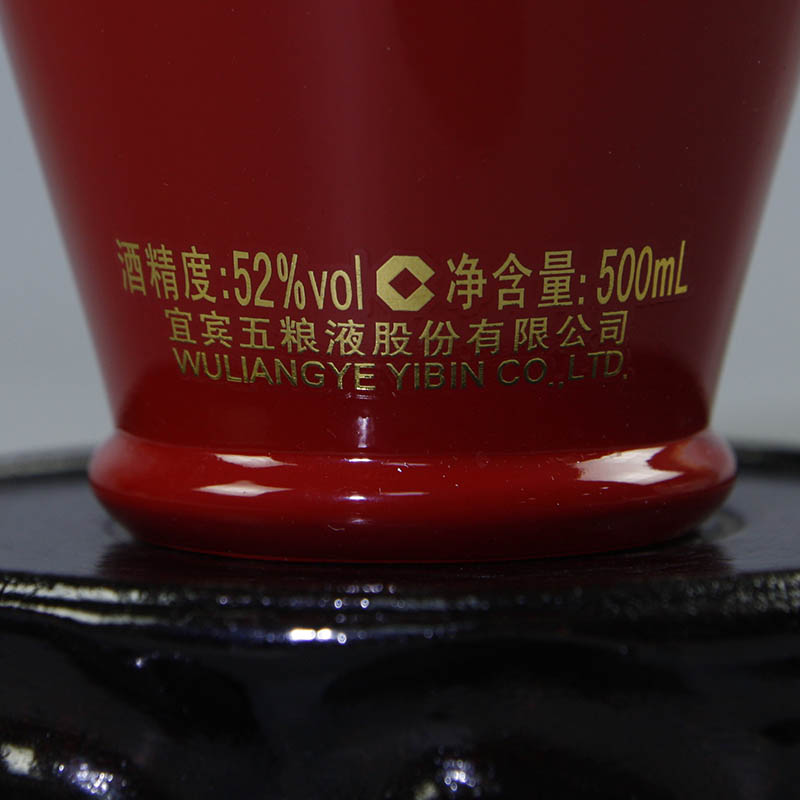 酒精度:52%vol 净含量:500mL
宜宾五粮液股份有限公司
WULIANGYE YIBIN CO.,LTD.